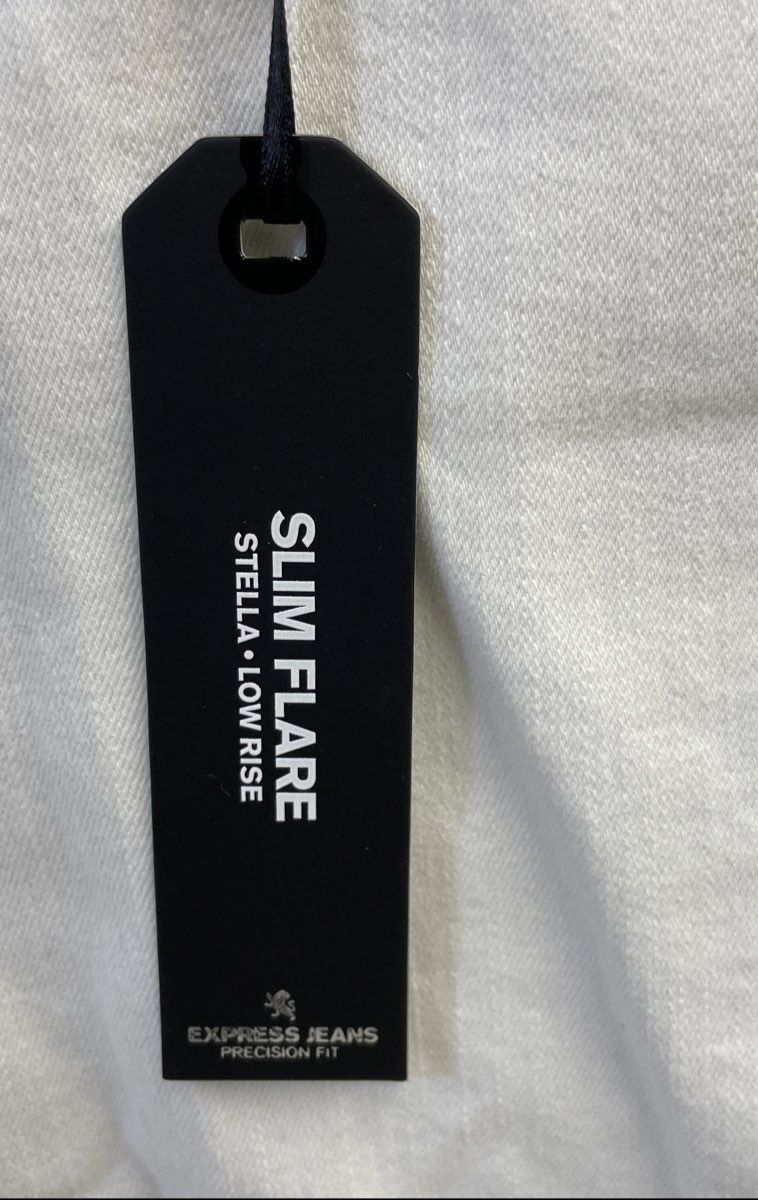 SLIM FLARE
STELLA • LOW RISE
EXPRESS JEANS
PRECISION FIT